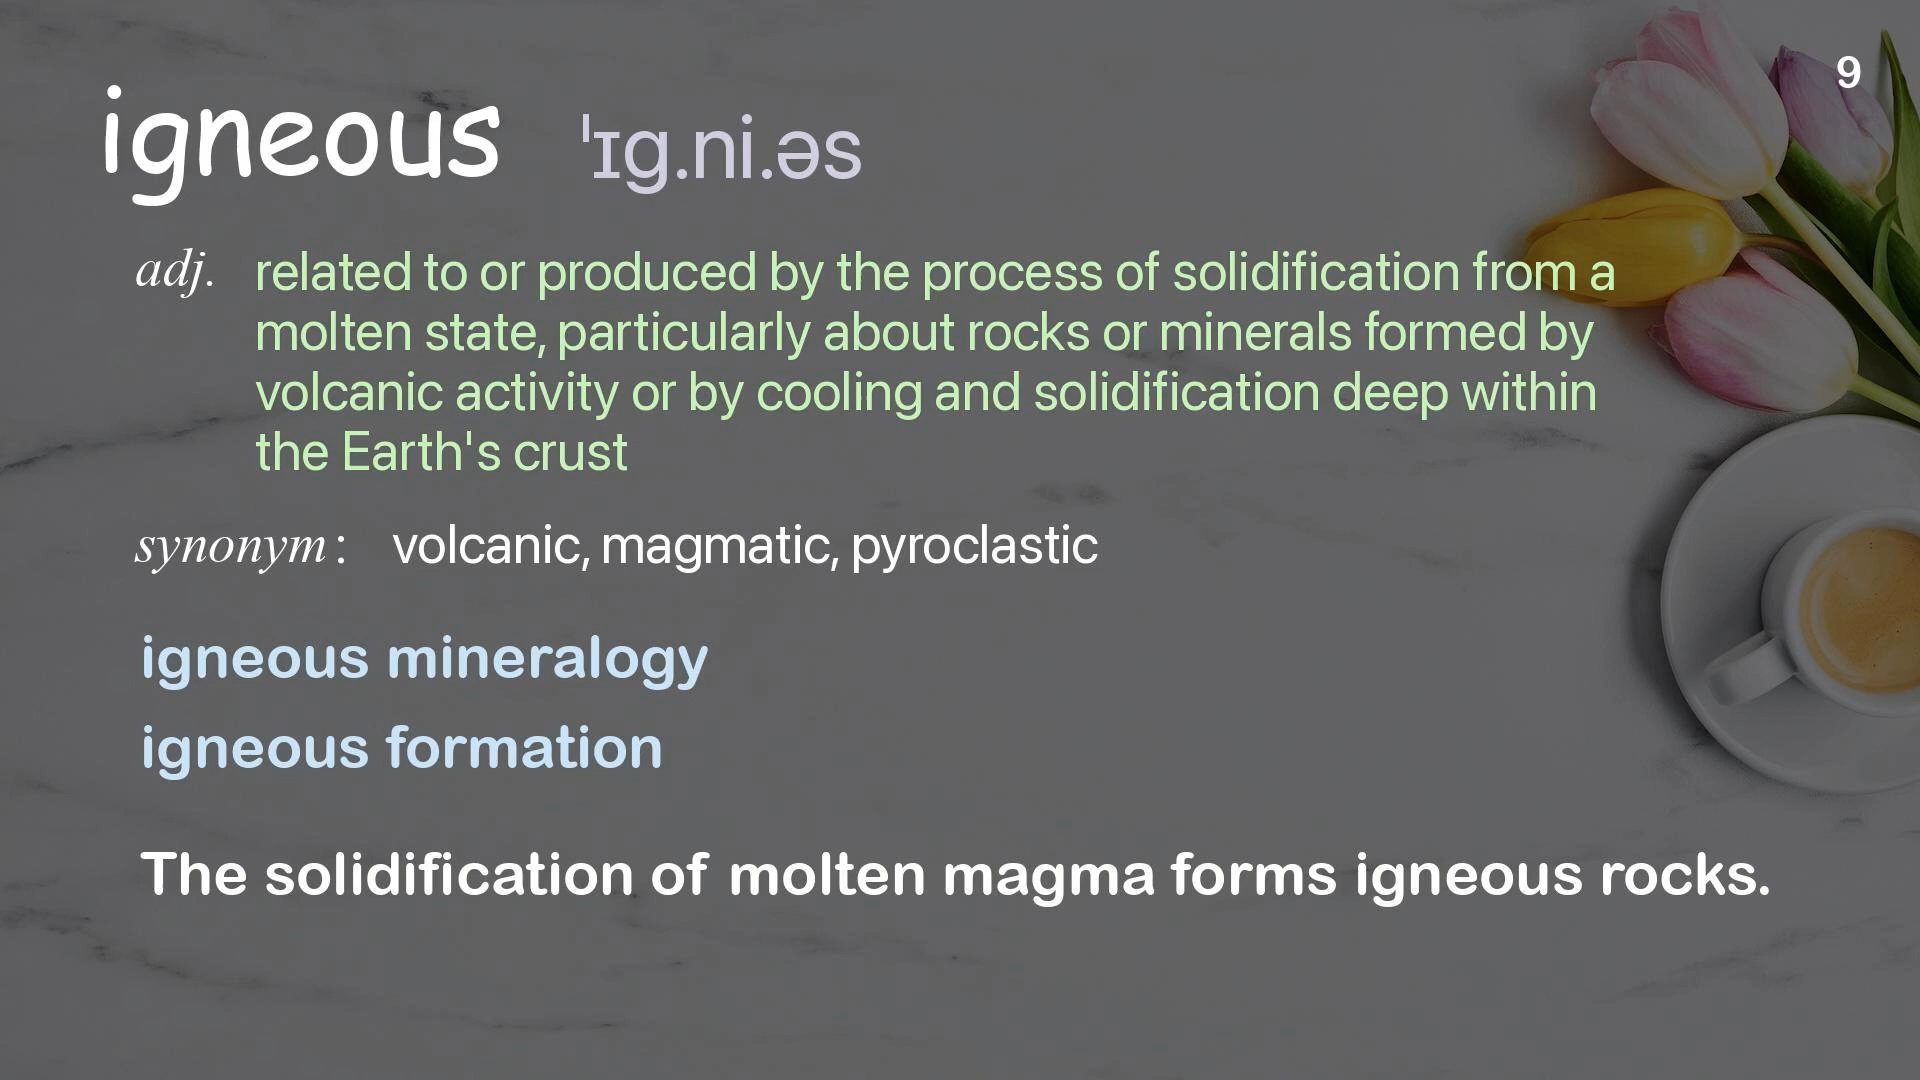 9
igneous ˈɪg.ni.əs
adj. related to or produced by the process of solidification from a
molten state, particularly about rocks or minerals formed by
volcanic activity or by cooling and solidification deep within
the Earth's crust
synonym: volcanic, magmatic, pyroclastic
igneous mineralogy
igneous formation
The solidification of molten magma forms igneous rocks.